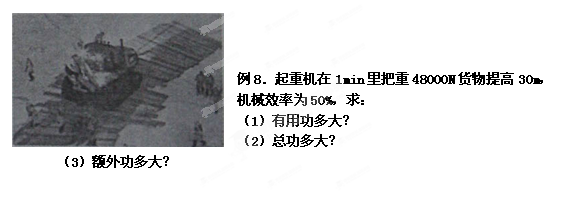 例8．起重机在1min里把重48000N货物提高30m，
机械效率为50%，求：
（1）有用功多大？
（2）总功多大？
（3）额外功多大？